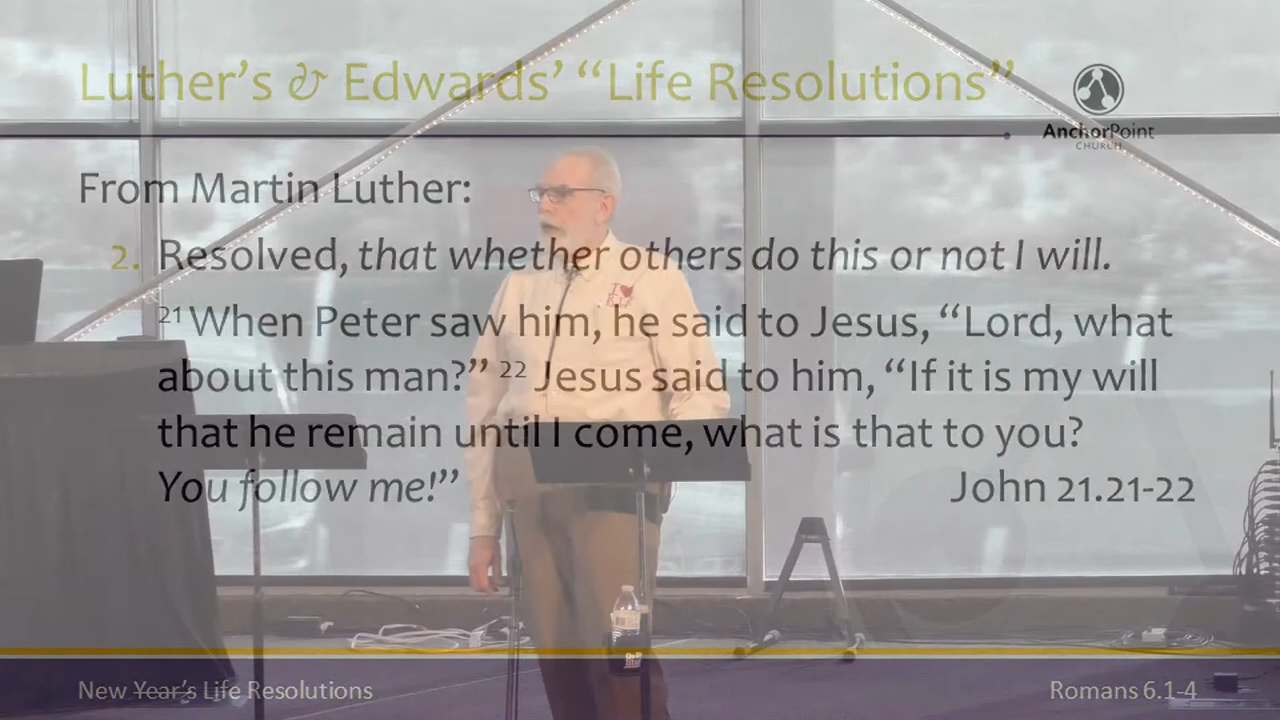 Luther’s & Edwards’ “Life Resolutions”
AnchorPoint
CHURCH
From Martin Luther:
2. Resolved, that whether others do this or not I will.
21 When Peter saw him, he said to Jesus, “Lord, what
about this man?” 22 Jesus said to him, “If it is my will
that he remain until I come, what is that to you?
You follow me!” John 21.21-22
New Year’s Life Resolutions
Romans 6.1-4